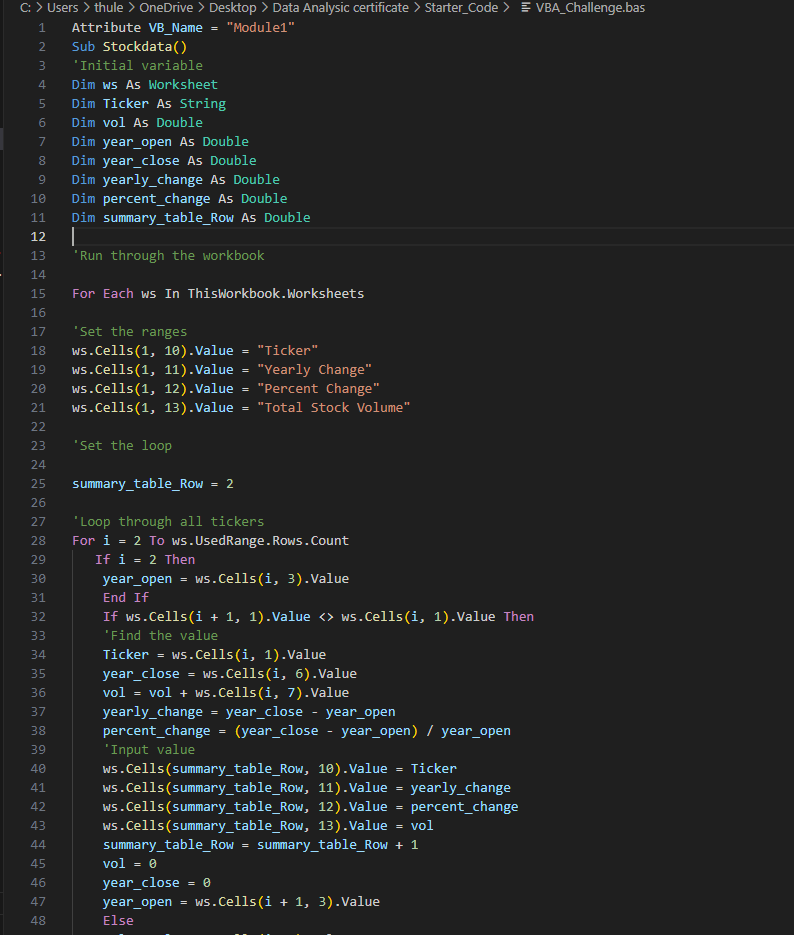 C: > Users > thule > OneDrive > Desktop > Data Analysic certificate > Starter_Code > VBA_Challenge.bas
1 Attribute VB_Name = "Module1"
2 Sub Stockdata()
3 'Initial variable
4 Dim ws As Worksheet
5 Dim Ticker As String
6 Dim vol As Double
7 Dim year_open As Double
8 Dim year_close As Double
9 Dim yearly_change As Double
10 Dim percent_change As Double
11 Dim summary_table_Row As Double
12
13 'Run through the workbook
14
15 For Each ws In ThisWorkbook.Worksheets
16
17 'Set the ranges
18 ws.Cells(1, 10).Value = "Ticker"
19 ws.Cells(1, 11).Value = "Yearly Change"
20 ws.Cells(1, 12).Value = "Percent Change"
21 ws.Cells(1, 13).Value = "Total Stock Volume"
22
23 'Set the loop
24
25 summary_table_Row = 2
26
27 'Loop through all tickers
28 For i = 2 To ws.UsedRange.Rows.Count
29 If i = 2 Then
30 year_open = ws.Cells(i, 3).Value
31 End If
32 If ws.Cells(i + 1, 1).Value <> ws.Cells(i, 1).Value Then
33 'Find the value
34 Ticker = ws.Cells(i, 1).Value
35 year_close = ws.Cells(i, 6).Value
36 vol = vol + ws.Cells(i, 7).Value
37 yearly_change = year_close - year_open
38 percent_change = (year_close - year_open) / year_open
39 'Input value
40 ws.Cells(summary_table_Row, 10).Value = Ticker
41 ws.Cells(summary_table_Row, 11).Value = yearly_change
42 ws.Cells(summary_table_Row, 12).Value = percent_change
43 ws.Cells(summary_table_Row, 13).Value = vol
44 summary_table_Row = summary_table_Row + 1
45 vol = 0
46 year_close = 0
47 year_open = ws.Cells(i + 1, 3).Value
48 Else